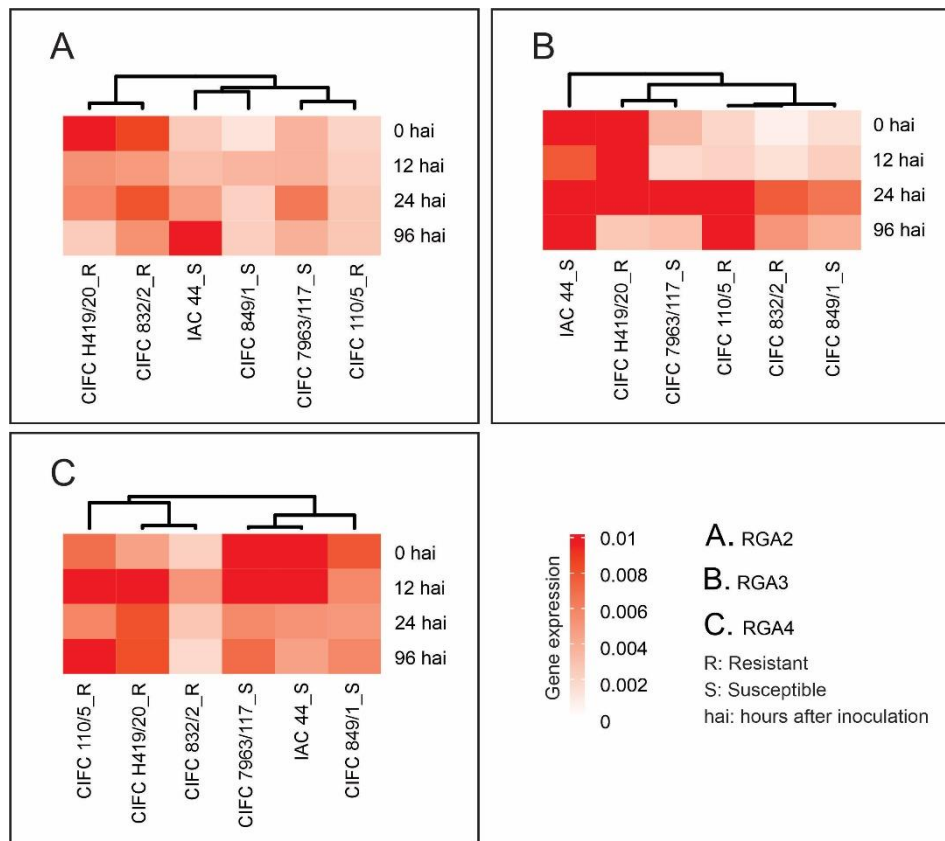 A
0 hai
12 hai
24 hai
96 hai
CIFC H419/20_R
CIFC 832/2_R
IAC 44_S
CIFC 849/1_S
CIFC 7963/117_S
CIFC 110/5_R
B
0 hai
12 hai
24 hai
96 hai
IAC 44_S
CIFC H419/20_R
CIFC 7963/117_S
CIFC 110/5_R
CIFC 832/2_R
CIFC 849/1_S
C
0 hai
12 hai
24 hai
96 hai
CIFC 110/5_R
CIFC H419/20_R
CIFC 832/2_R
CIFC 7963/117_S
IAC 44_S
CIFC 849/1_S
Gene expression
0.01
0.008
0.006
0.004
0.002
0
A. RGA2
B. RGA3
C. RGA4
R: Resistant
S: Susceptible
hai: hours after inoculation